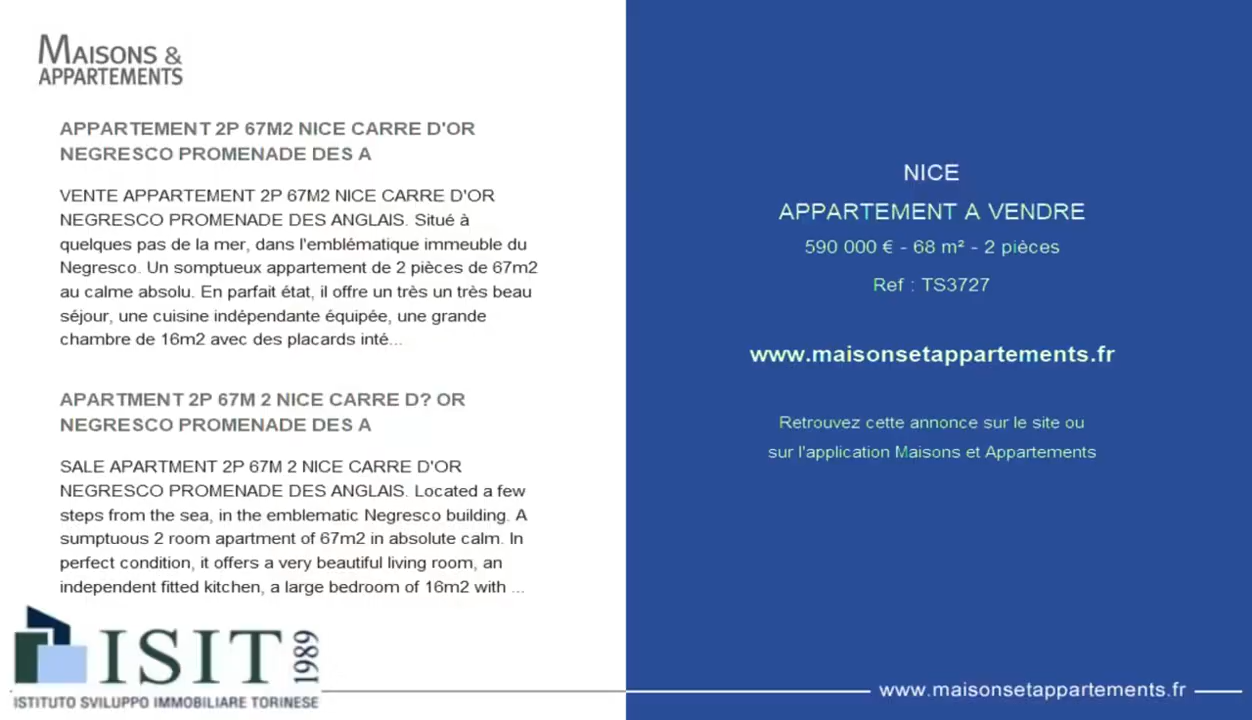 MAISONS &
APPARTEMENTS
APPARTEMENT 2P 67M2 NICE CARRE D'OR
NEGRESCO PROMENADE DES A
VENTE APPARTEMENT 2P 67M2 NICE CARRE D'OR
NEGRESCO PROMENADE DES ANGLAIS. Situé à
quelques pas de la mer, dans l'emblématique immeuble du
Negresco. Un somptueux appartement de 2 pièces de 67m2
au calme absolu. En parfait état, il offre un très un très beau
séjour, une cuisine indépendante équipée, une grande
chambre de 16m2 avec des placards inté...
APARTMENT 2P 67M 2 NICE CARRE D? OR
NEGRESCO PROMENADE DES A
SALE APARTMENT 2P 67M 2 NICE CARRE D'OR
NEGRESCO PROMENADE DES ANGLAIS. Located a few
steps from the sea, in the emblematic Negresco building. A
sumptuous 2 room apartment of 67m2 in absolute calm. In
perfect condition, it offers a very beautiful living room, an
independent fitted kitchen, a large bedroom of 16m2 with ...
ISIT 1989
ISTITUTO SVILUPPO IMMOBILIARE TORINESE
NICE
APPARTEMENT A VENDRE
590 000 € - 68 m² - 2 pièces
Ref : TS3727
www.maisonsetappartements.fr
Retrouvez cette annonce sur le site ou
sur l'application Maisons et Appartements
www.maisonsetappartements.fr